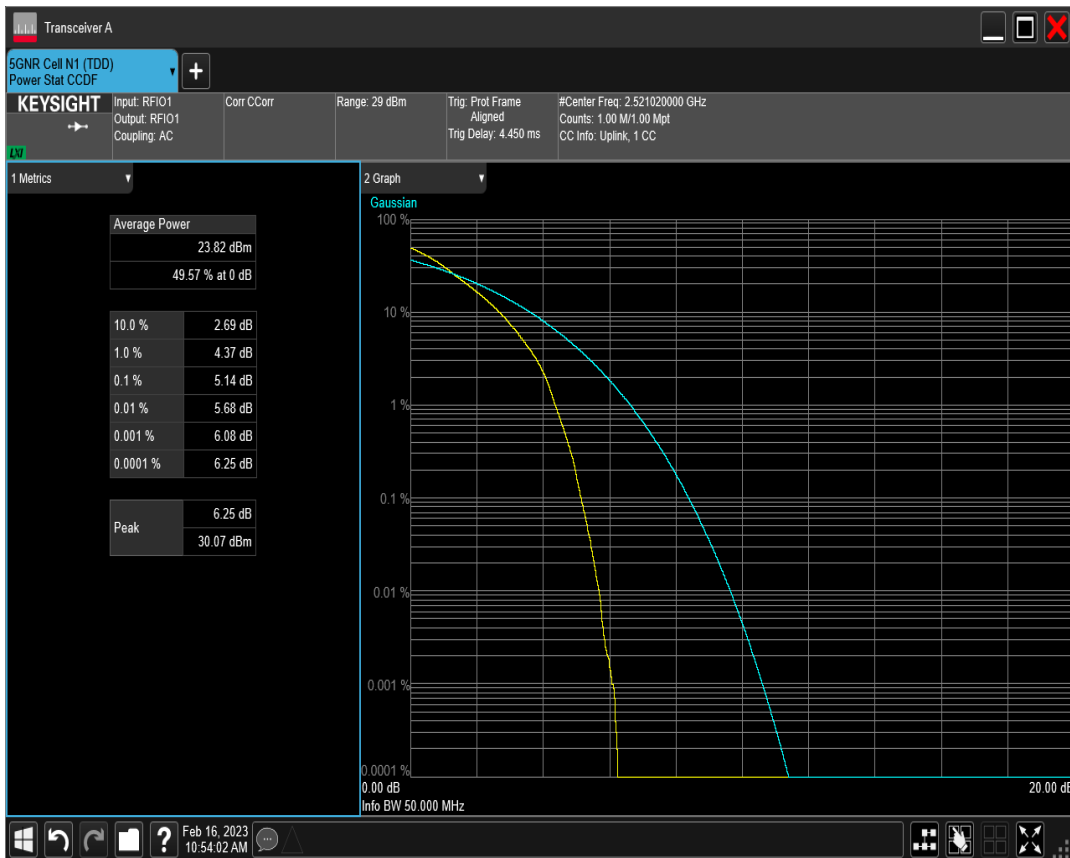 Transceiver A
5GNR Cell N1 (TDD)
Power Stat CCDF
+
KEYSIGHT
LXI
Input: RFIO1
Output: RFIO1
Coupling: AC
Corr CCorr
Range: 29 dBm
Trig: Prot Frame
Aligned
Trig Delay: 4.450 ms
#Center Freq: 2.521020000 GHz
Counts: 1.00 M/1.00 Mpt
CC Info: Uplink, 1 CC
1 Metrics
Average Power
23.82 dBm
49.57 % at 0 dB
10.0 % 2.69 dB
1.0 % 4.37 dB
0.1 % 5.14 dB
0.01 % 5.68 dB
0.001 % 6.08 dB
0.0001 % 6.25 dB
Peak
6.25 dB
30.07 dBm
2 Graph
Gaussian
100 %
10 %
1 %
0.1 %
0.01 %
0.001 %
0.0001 %
0.00 dB 20.00 dB
Info BW 50.000 MHz
? Feb 16, 2023
10:54:02 AM